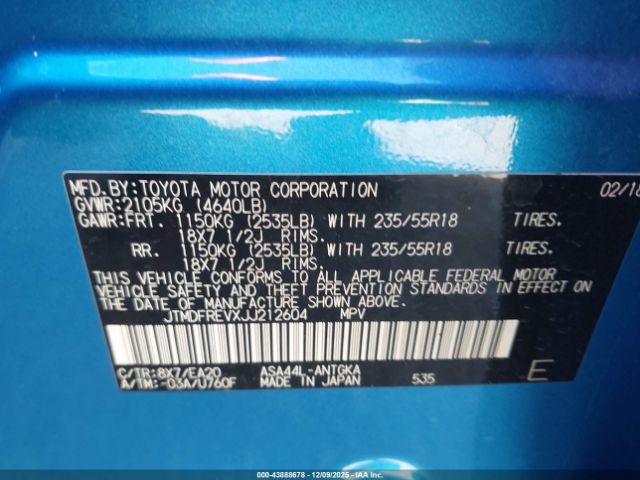 MFD.BY:TOYOTA MOTOR CORPORATION 02/18
GVWR:2105KG (4640LB)
GAWR:FRT. 1150KG (2535LB) WITH 235/55R18 TIRES.
18X7 1/2J RIMS.
RR. 1150KG (2535LB) WITH 235/55R18 TIRES.
18X7 1/2J RIMS.
THIS VEHICLE CONFORMS TO ALL APPLICABLE FEDERAL MOTOR
VEHICLE SAFETY AND THEFT PREVENTION STANDARDS IN EFFECT ON
THE DATE OF MANUFACTURE SHOWN ABOVE.
JTMDFREVXJJ212604 MPV
C/TR:8X7/EA20 ASA44L-ANTGKA
A/TM:-03A/U760F MADE IN JAPAN 535 E
000-43888678 - 12/09/2025 - IAA Inc.